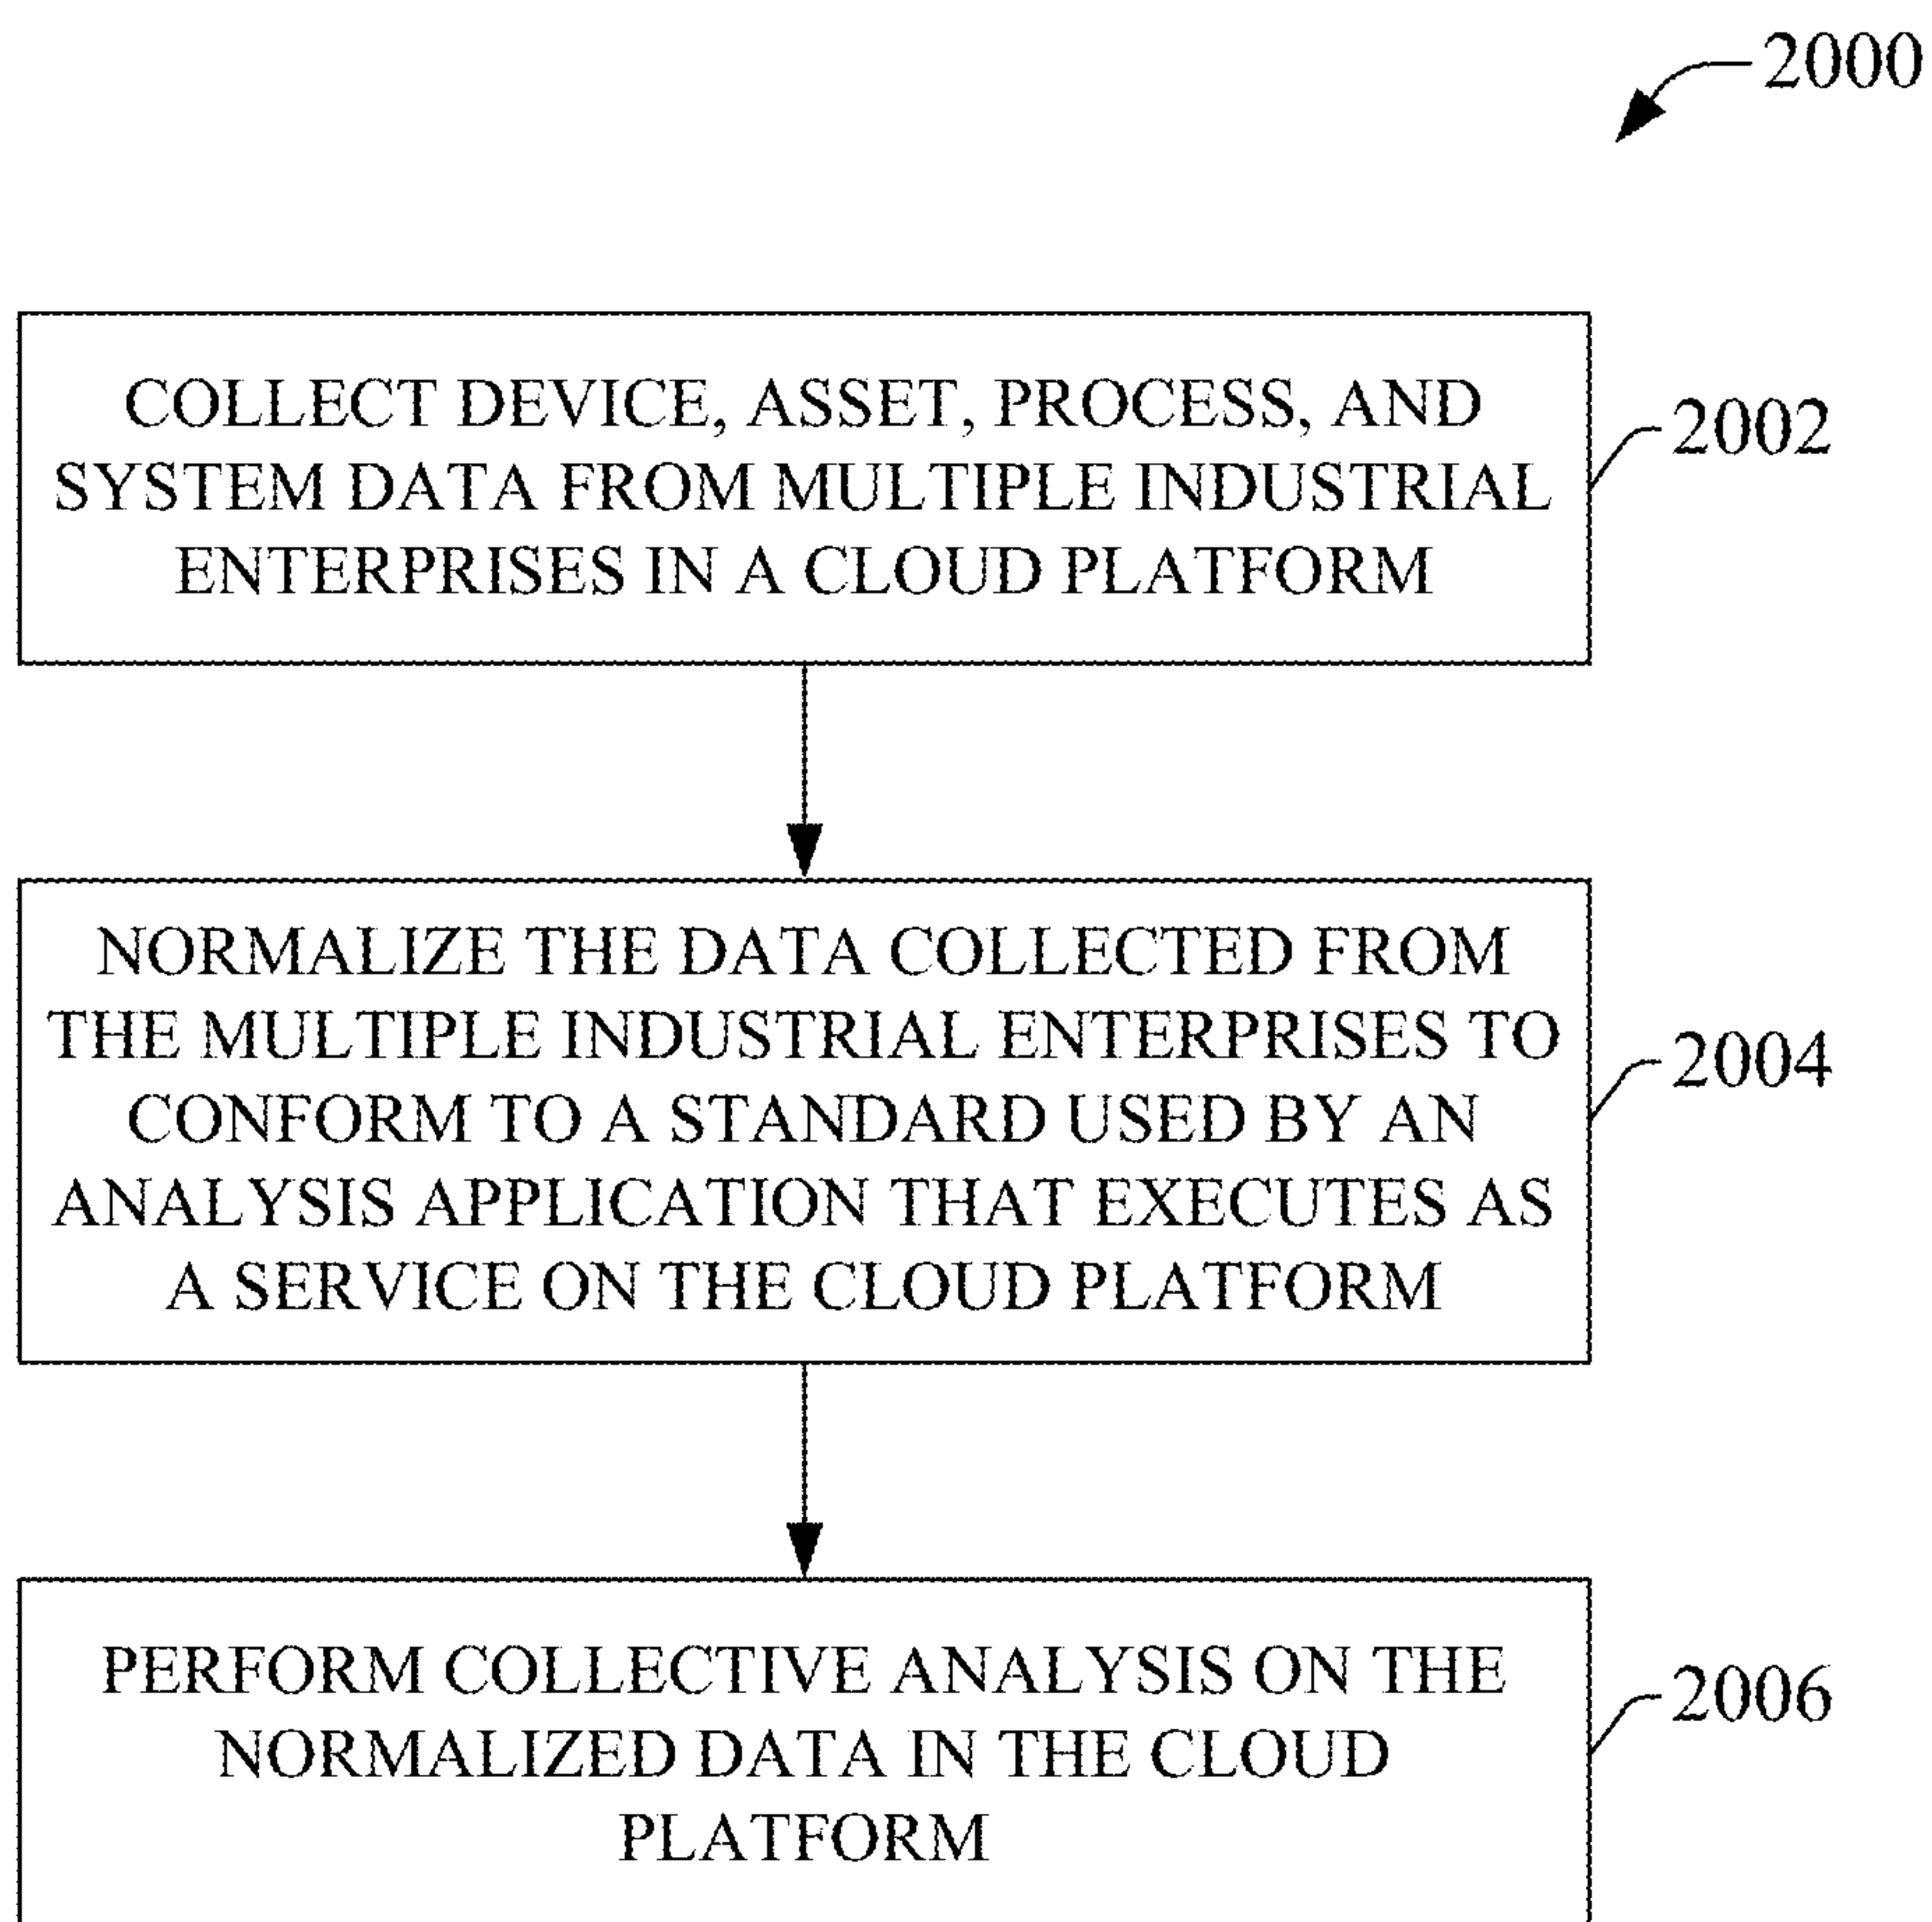 2000
COLLECT DEVICE, ASSET, PROCESS, AND
SYSTEM DATA FROM MULTIPLE INDUSTRIAL
ENTERPRISES IN A CLOUD PLATFORM
2002
NORMALIZE THE DATA COLLECTED FROM
THE MULTIPLE INDUSTRIAL ENTERPRISES TO
CONFORM TO A STANDARD USED BY AN
ANALYSIS APPLICATION THAT EXECUTES AS
A SERVICE ON THE CLOUD PLATFORM
2004
PERFORM COLLECTIVE ANALYSIS ON THE
NORMALIZED DATA IN THE CLOUD
PLATFORM
2006